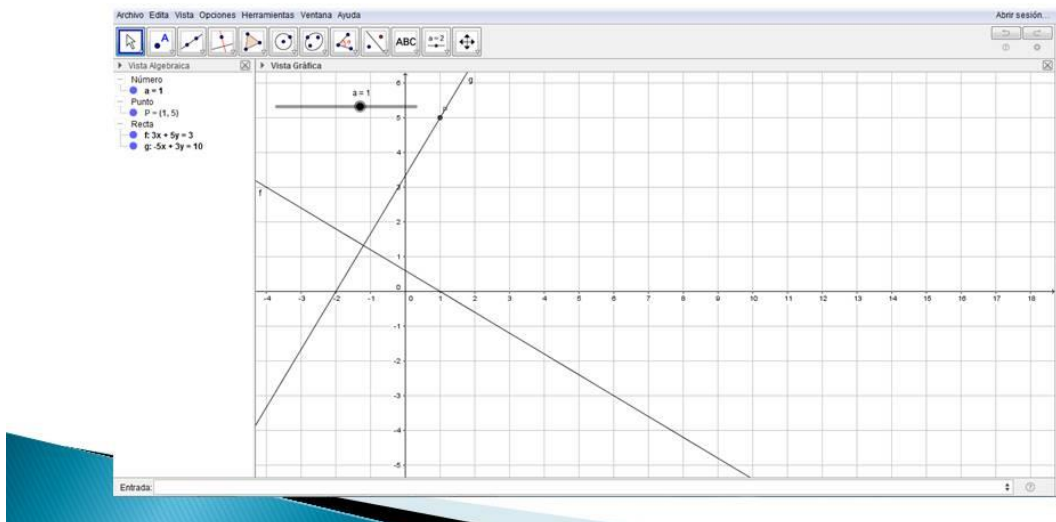 Archivo Edita Vista Opciones Herramientas Ventana Ayuda
Abrir sesión...
A
ABC
a=2
Vista Algebraica
Vista Gráfica
Número
a = 1
Punto
P = (1, 5)
Recta
f: 3x + 5y = 3
g: -5x + 3y = 10
a = 1
g
P
f
6
5
4
3
2
1
0
-1
-2
-3
-4
-5
-4 -3 -2 -1 0 1 2 3 4 5 6 7 8 9 10 11 12 13 14 15 16 17 18
Entrada: